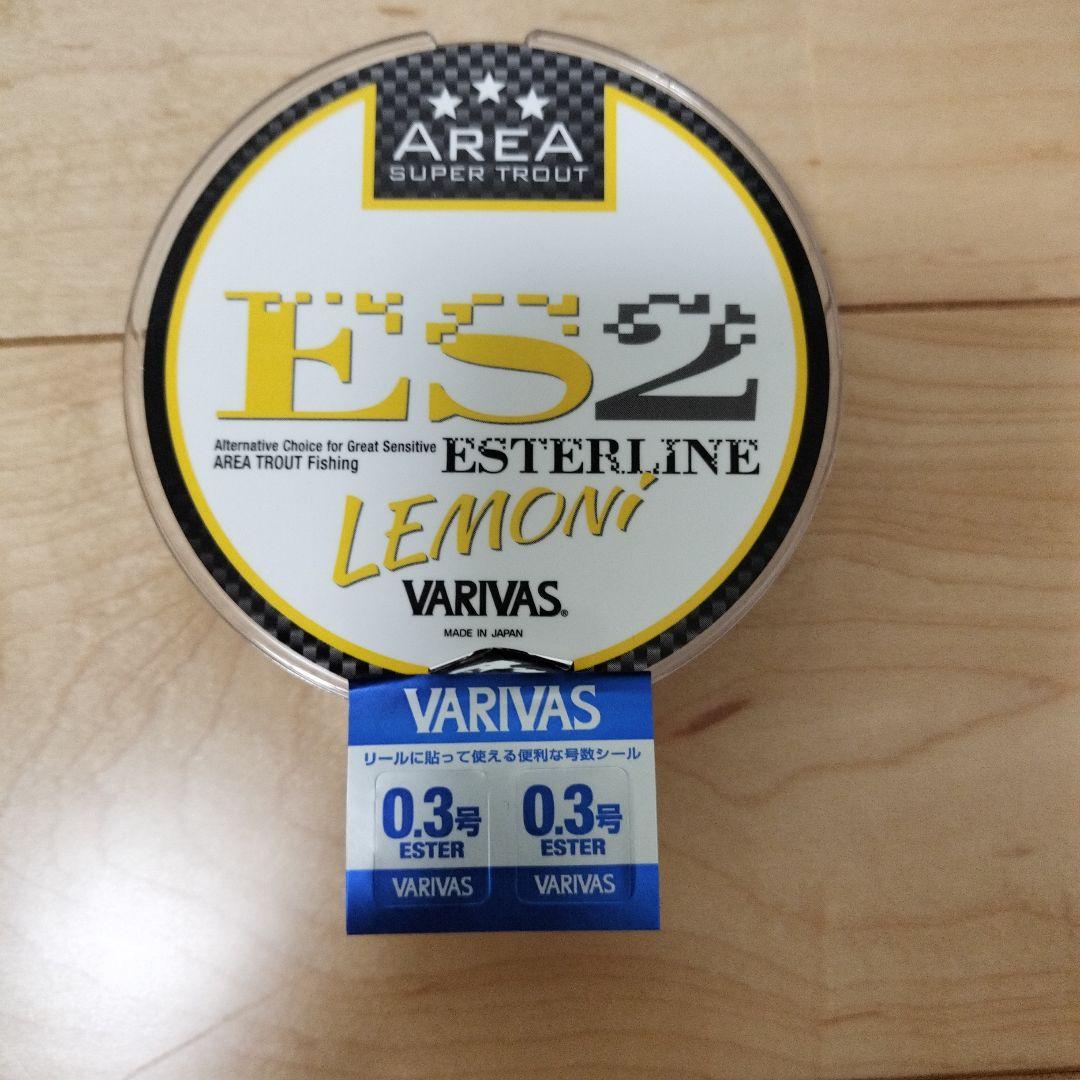 AREA
SUPER TROUT
ES2
Alternative Choice for Great Sensitive
AREA TROUT Fishing
ESTERLINE
LEMONi
VARIVAS®
MADE IN JAPAN
VARIVAS
リールに貼って使える便利な号数シール
0.3号 0.3号
ESTER ESTER
VARIVAS VARIVAS